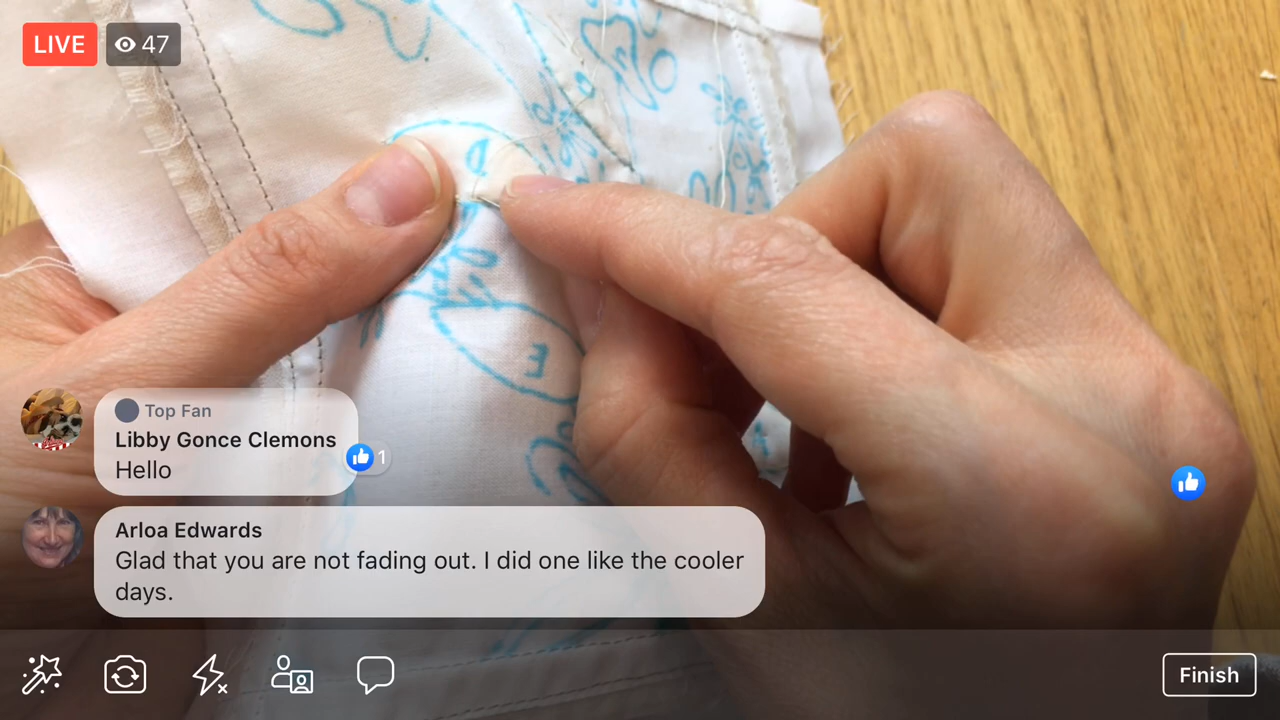 LIVE 47
Top Fan
Libby Gonce Clemons
Hello
1
Arloa Edwards
Glad that you are not fading out. I did one like the cooler
days.
Finish
E